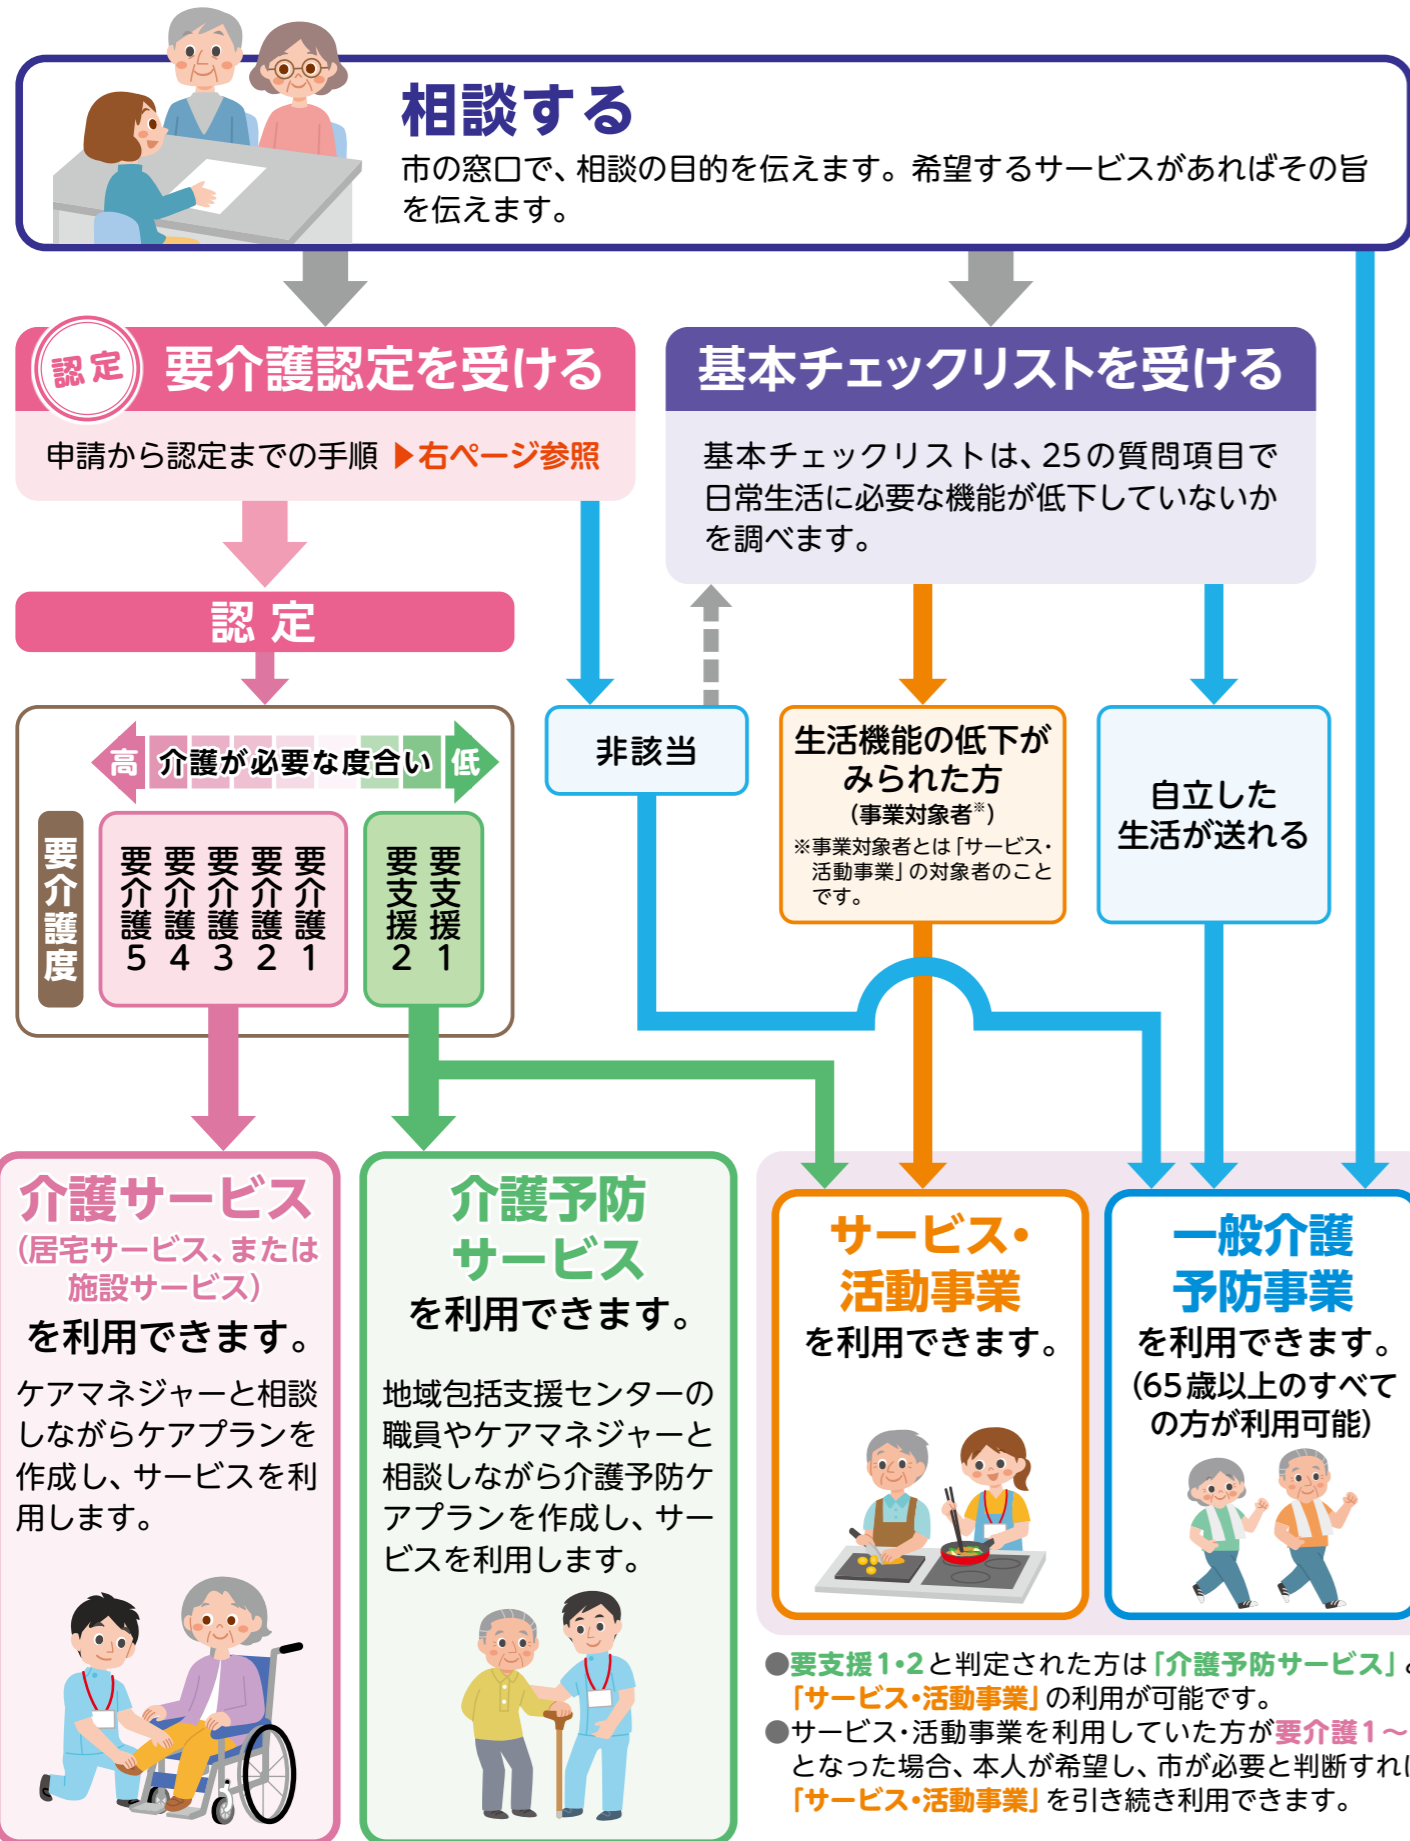 相談する
市の窓口で、相談の目的を伝えます。希望するサービスがあればその旨
を伝えます。
認定
要介護認定を受ける
申請から認定までの手順 ▶右ページ参照
基本チェックリストを受ける
基本チェックリストは、25の質問項目で
日常生活に必要な機能が低下していないか
を調べます。
認定
高 介護が必要な度合い 低
要介護度
要介護5
要介護4
要介護3
要介護2
要介護1
要支援2
要支援1
非該当
生活機能の低下が
みられた方
(事業対象者※)
※事業対象者とは「サービス・
活動事業」の対象者のこと
です。
自立した
生活が送れる
介護サービス
(居宅サービス、または
施設サービス)
を利用できます。
ケアマネジャーと相談
しながらケアプランを
作成し、サービスを利
用します。
介護予防
サービス
を利用できます。
地域包括支援センターの
職員やケアマネジャーと
相談しながら介護予防ケ
アプランを作成し、サー
ビスを利用します。
サービス・
活動事業
を利用できます。
一般介護
予防事業
を利用できます。
(65歳以上のすべて
の方が利用可能)
●要支援1・2と判定された方は「介護予防サービス」
「サービス・活動事業」の利用が可能です。
●サービス・活動事業を利用していた方が要介護1～
となった場合、本人が希望し、市が必要と判断すれ
「サービス・活動事業」を引き続き利用できます。